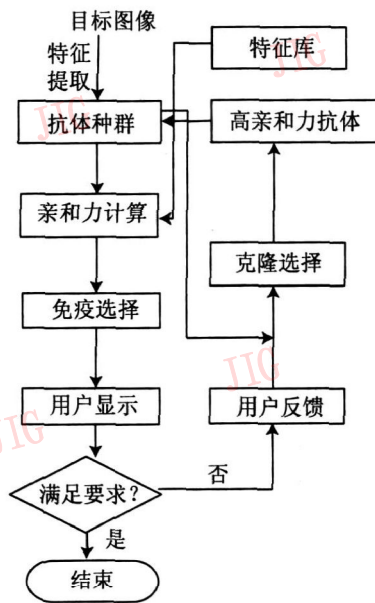 目标图像
特征
提取
特征库
抗体种群
高亲和力抗体
亲和力计算
克隆选择
免疫选择
用户显示
用户反馈
满足要求?
否
是
结束
JIG
JIG
JIG
JIG